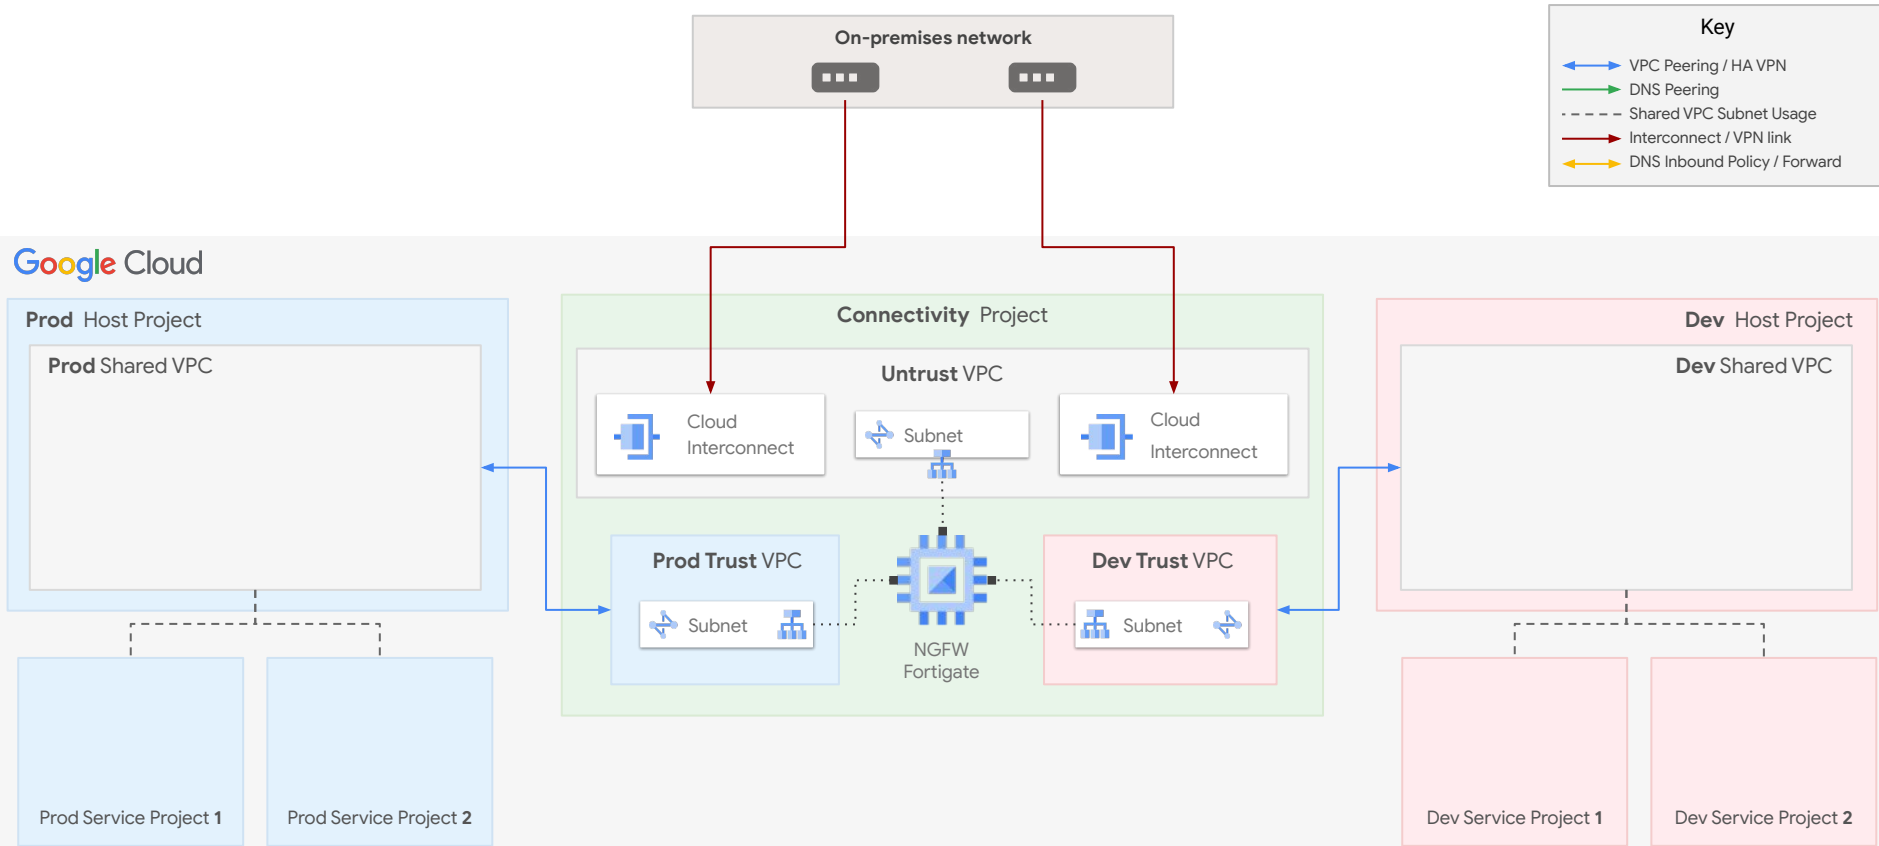 On-premises network
Key
VPC Peering / HA VPN
DNS Peering
Shared VPC Subnet Usage
Interconnect / VPN link
DNS Inbound Policy / Forward
Google Cloud
Prod Host Project
Prod Shared VPC
Connectivity Project
Untrust VPC
Cloud
Interconnect
Subnet
Cloud
Interconnect
Dev Host Project
Dev Shared VPC
Prod Trust VPC
Subnet
NGFW
Fortigate
Dev Trust VPC
Subnet
Prod Service Project 1
Prod Service Project 2
Dev Service Project 1
Dev Service Project 2